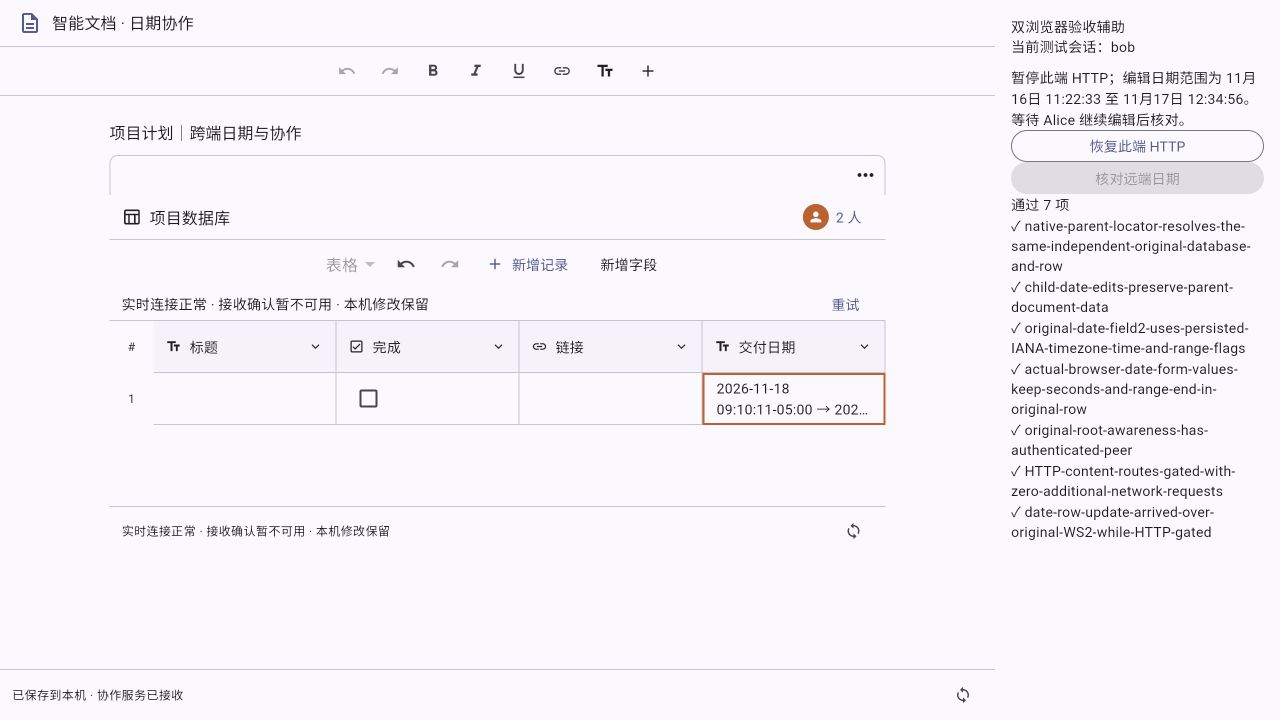 智能文档 · 日期协作
B I U Tт +
项目计划｜跨端日期与协作
•••
项目数据库
2 人
表格
+ 新增记录
新增字段
实时连接正常 · 接收确认暂不可用 · 本机修改保留
重试
# 标题 完成 链接 交付日期
1
2026-11-18
09:10:11-05:00 → 202…
实时连接正常 · 接收确认暂不可用 · 本机修改保留
已保存到本机 · 协作服务已接收
双浏览器验收辅助
当前测试会话：bob
暂停此端 HTTP；编辑日期范围为 11月
16日 11:22:33 至 11月17日 12:34:56。
等待 Alice 继续编辑后核对。
恢复此端 HTTP
核对远端日期
通过 7 项
✓ native-parent-locator-resolves-the-
same-independent-original-database-
and-row
✓ child-date-edits-preserve-parent-
document-data
✓ original-date-field2-uses-persisted-
IANA-timezone-time-and-range-flags
✓ actual-browser-date-form-values-
keep-seconds-and-range-end-in-
original-row
✓ original-root-awareness-has-
authenticated-peer
✓ HTTP-content-routes-gated-with-
zero-additional-network-requests
✓ date-row-update-arrived-over-
original-WS2-while-HTTP-gated